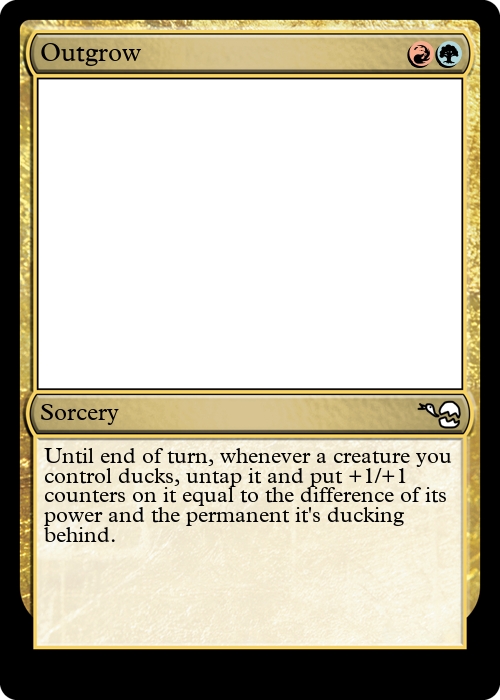 Outgrow
Sorcery
Until end of turn, whenever a creature you
control ducks, untap it and put +1/+1
counters on it equal to the difference of its
power and the permanent it's ducking
behind.